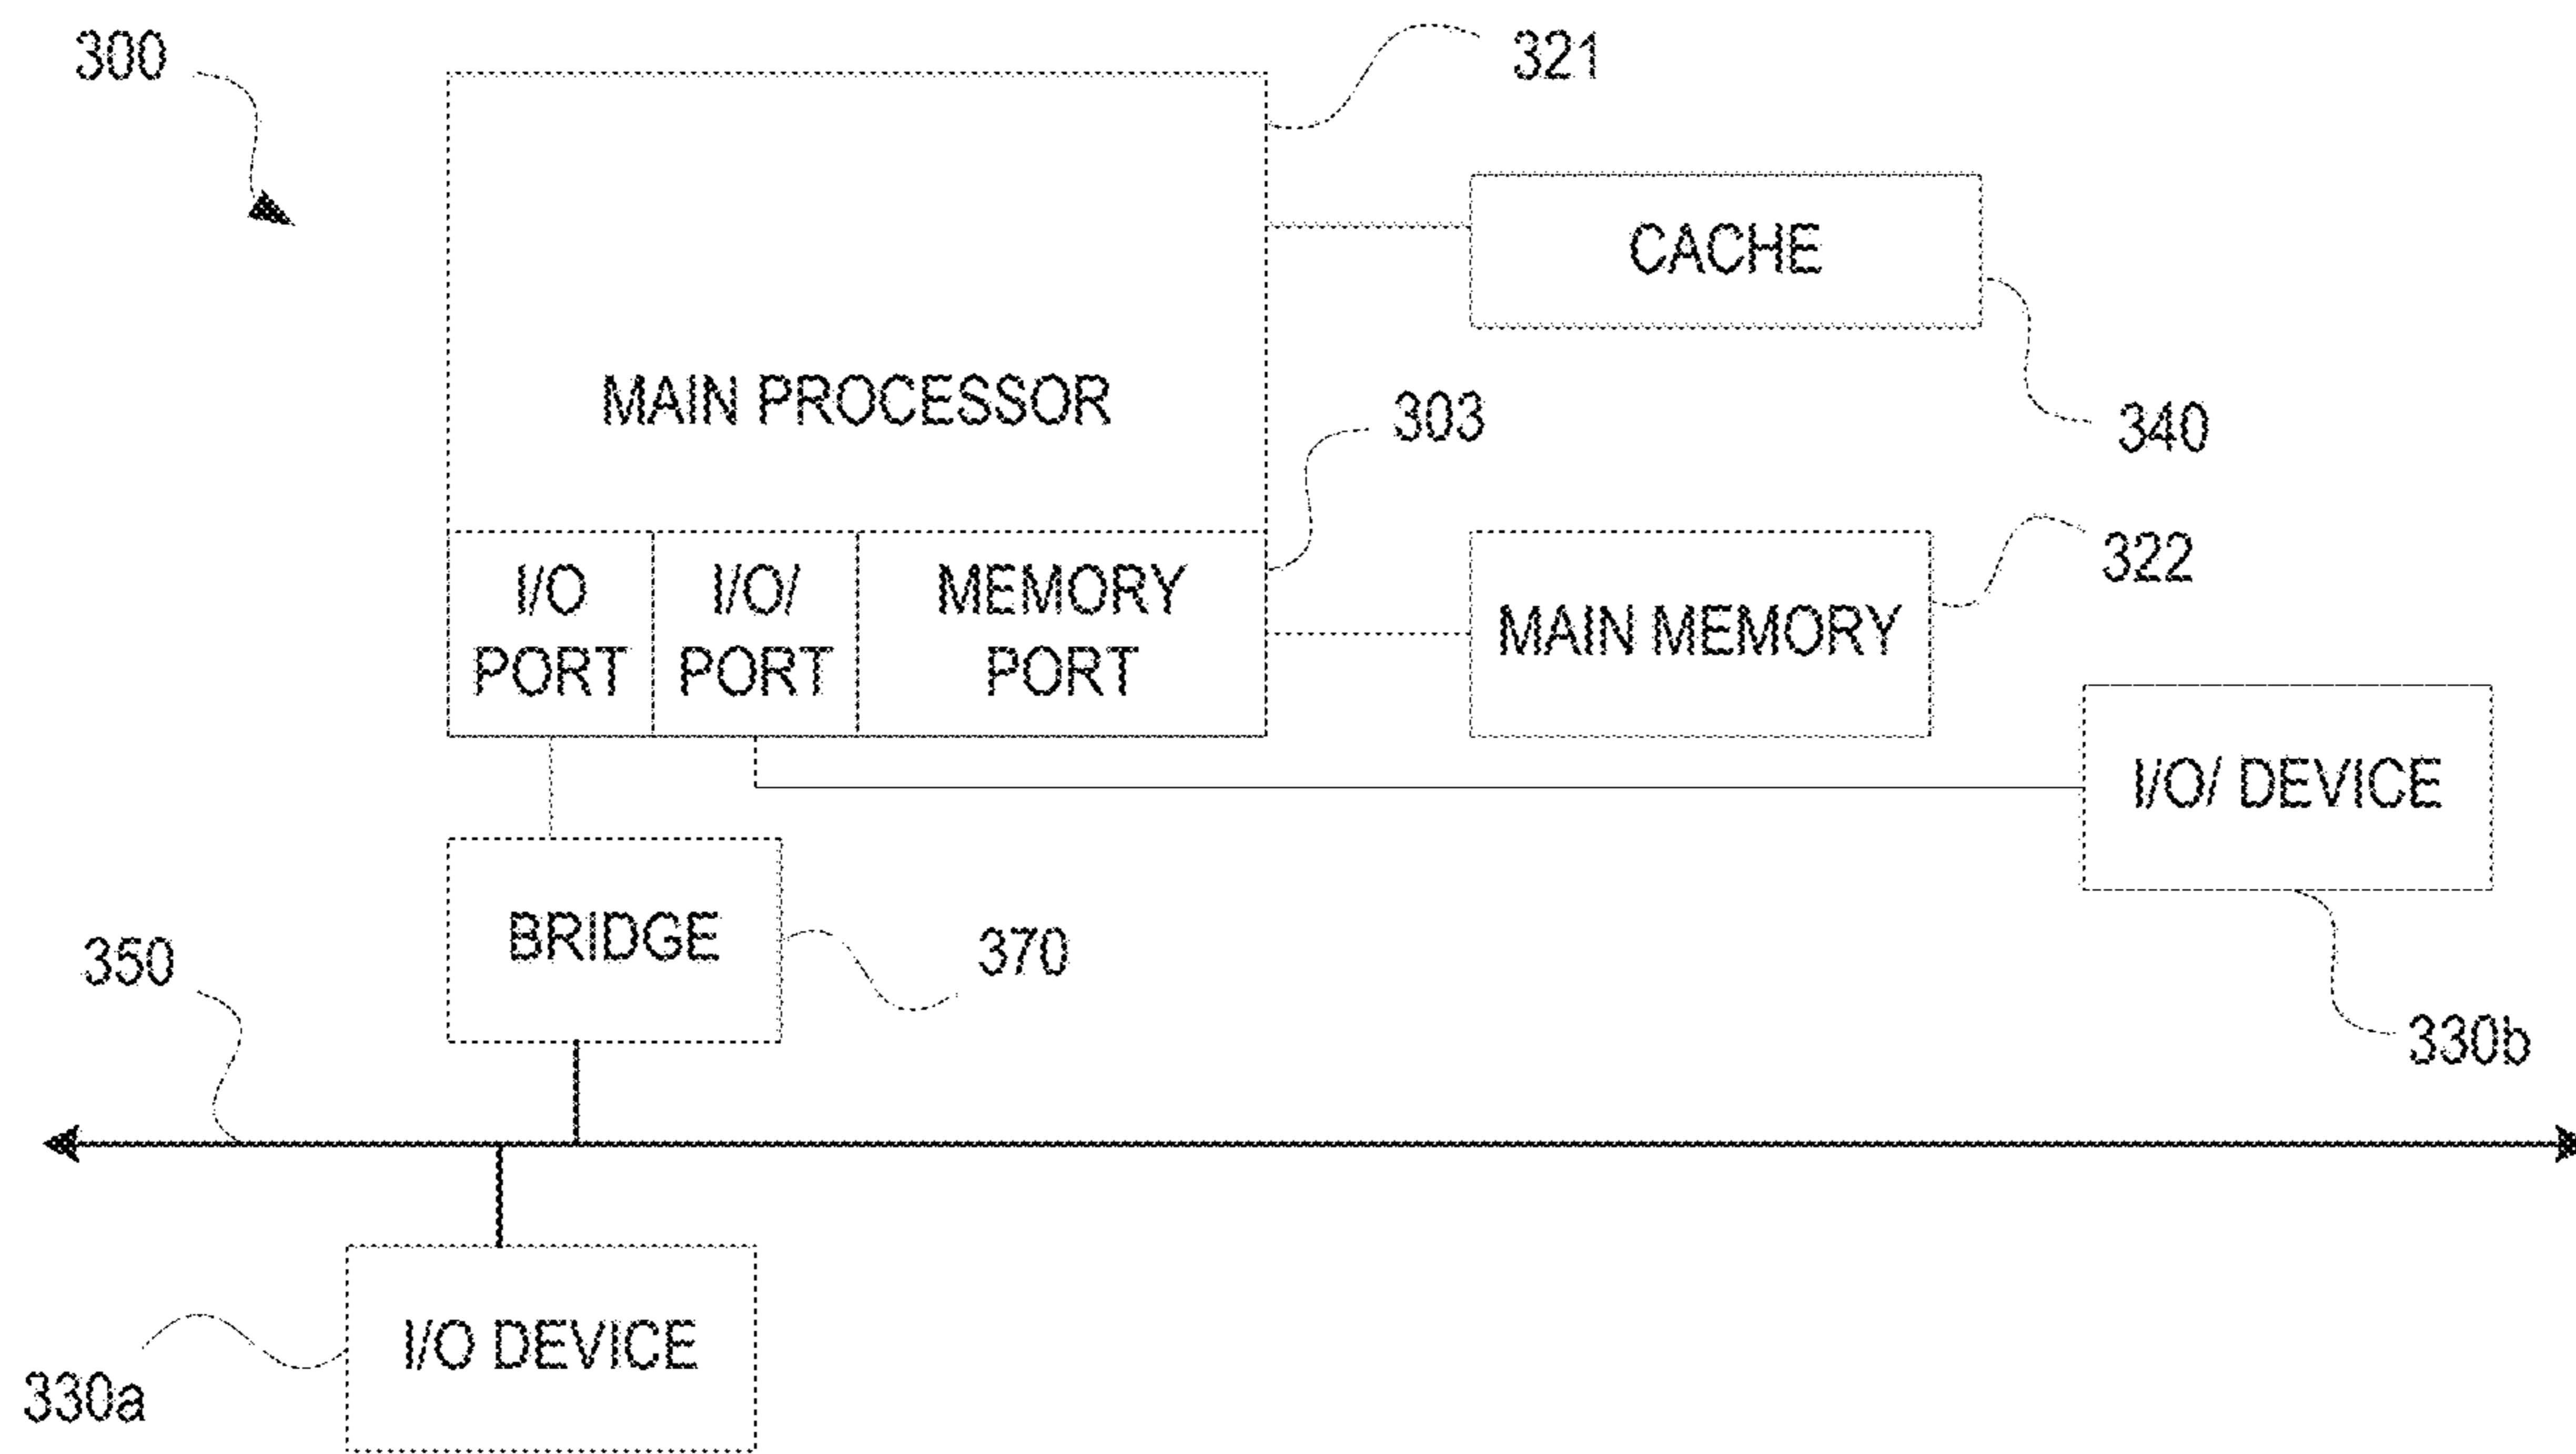 300
321
CACHE
340
MAIN PROCESSOR
303
I/O
PORT
I/O/
PORT
MEMORY
PORT
MAIN MEMORY
322
I/O/ DEVICE
330b
BRIDGE
370
350
I/O DEVICE
330a